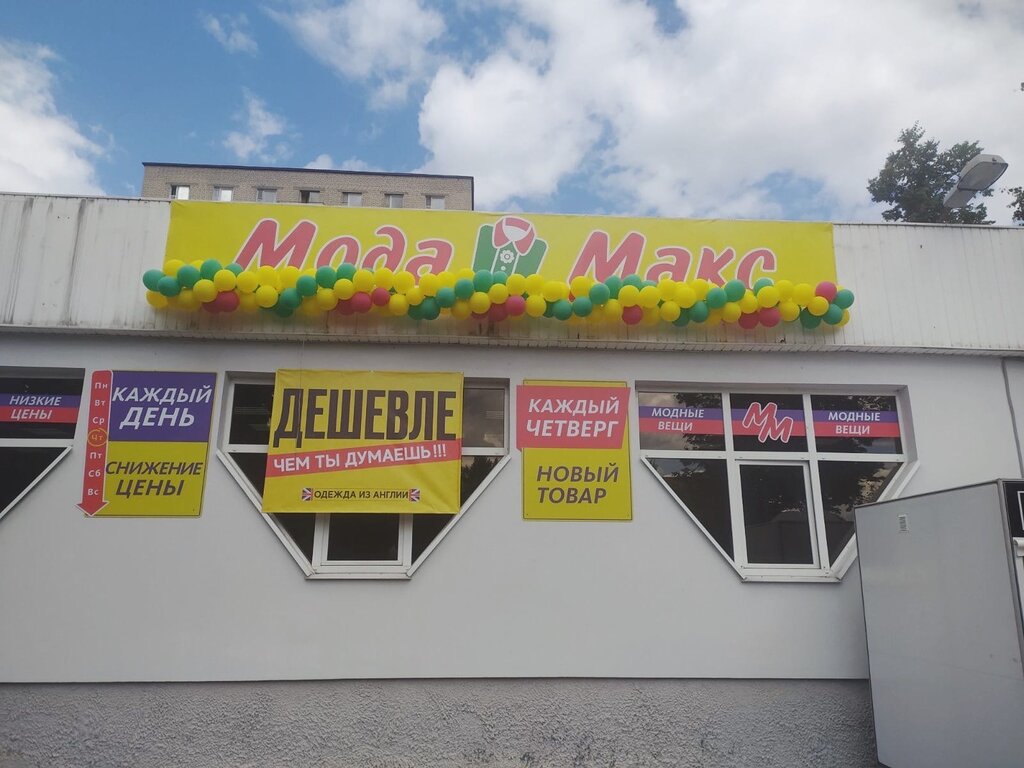 Мода Макс
НИЗКИЕ
ЦЕНЫ
Пн
Вт
Ср
Чт
Пт
Сб
Вс
КАЖДЫЙ
ДЕНЬ
СНИЖЕНИЕ
ЦЕНЫ
ДЕШЕВЛЕ
ЧЕМ ТЫ ДУМАЕШЬ!!!
ОДЕЖДА ИЗ АНГЛИИ
КАЖДЫЙ
ЧЕТВЕРГ
НОВЫЙ
ТОВАР
МОДНЫЕ
ВЕЩИ
ММ
МОДНЫЕ
ВЕЩИ